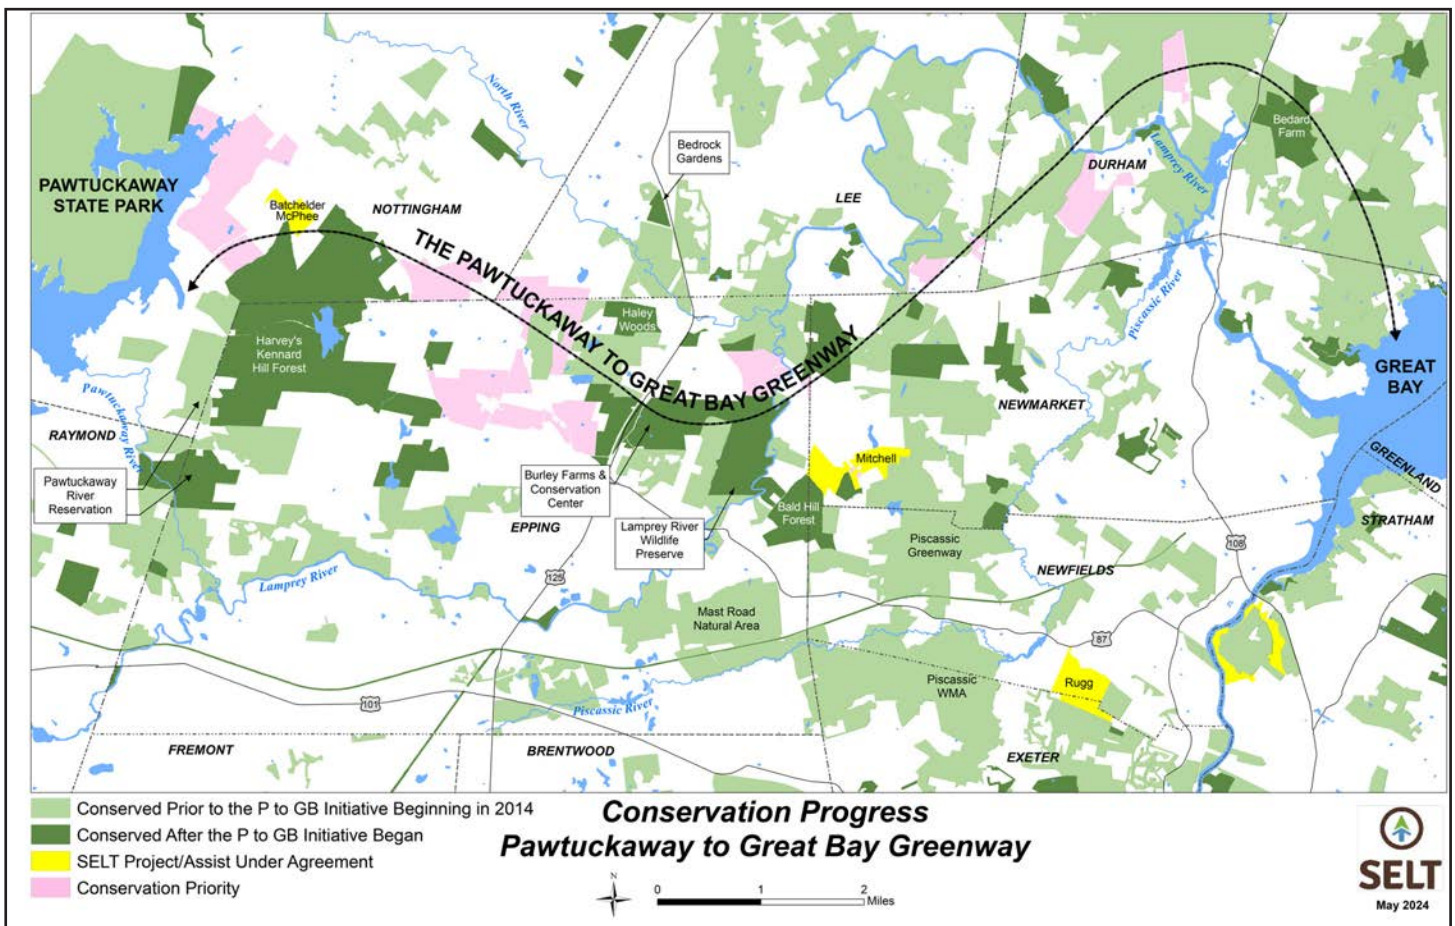 North River
Bedrock
Gardens
Bedard
Farm
DURHAM
Lamprey River
PAWTUCKAWAY
STATE PARK
Batchelder
McPhee
NOTTINGHAM
LEE
THE PAWTUCKAWAY TO GREAT BAY GREENWAY
Piscassic River
Haley
Woods
Harvey's
Kennard
Hill Forest
GREAT
BAY
Pawtuckaway River
NEWMARKET
RAYMOND
GREENLAND
Mitchell
Pawtuckaway
River
Reservation
Burley Farms &
Conservation
Center
Bald Hill
Forest
STRATHAM
EPPING
Lamprey River
Wildlife
Preserve
Piscassic
Greenway
108
NEWFIELDS
Lamprey River
125
Mast Road
Natural Area
87
Piscassic
WMA
Rugg
101
Piscassic River
FREMONT
BRENTWOOD
EXETER
Conserved Prior to the P to GB Initiative Beginning in 2014
Conserved After the P to GB Initiative Began
SELT Project/Assist Under Agreement
Conservation Priority
Conservation Progress
Pawtuckaway to Great Bay Greenway
N
0 1 2
Miles
SELT
May 2024